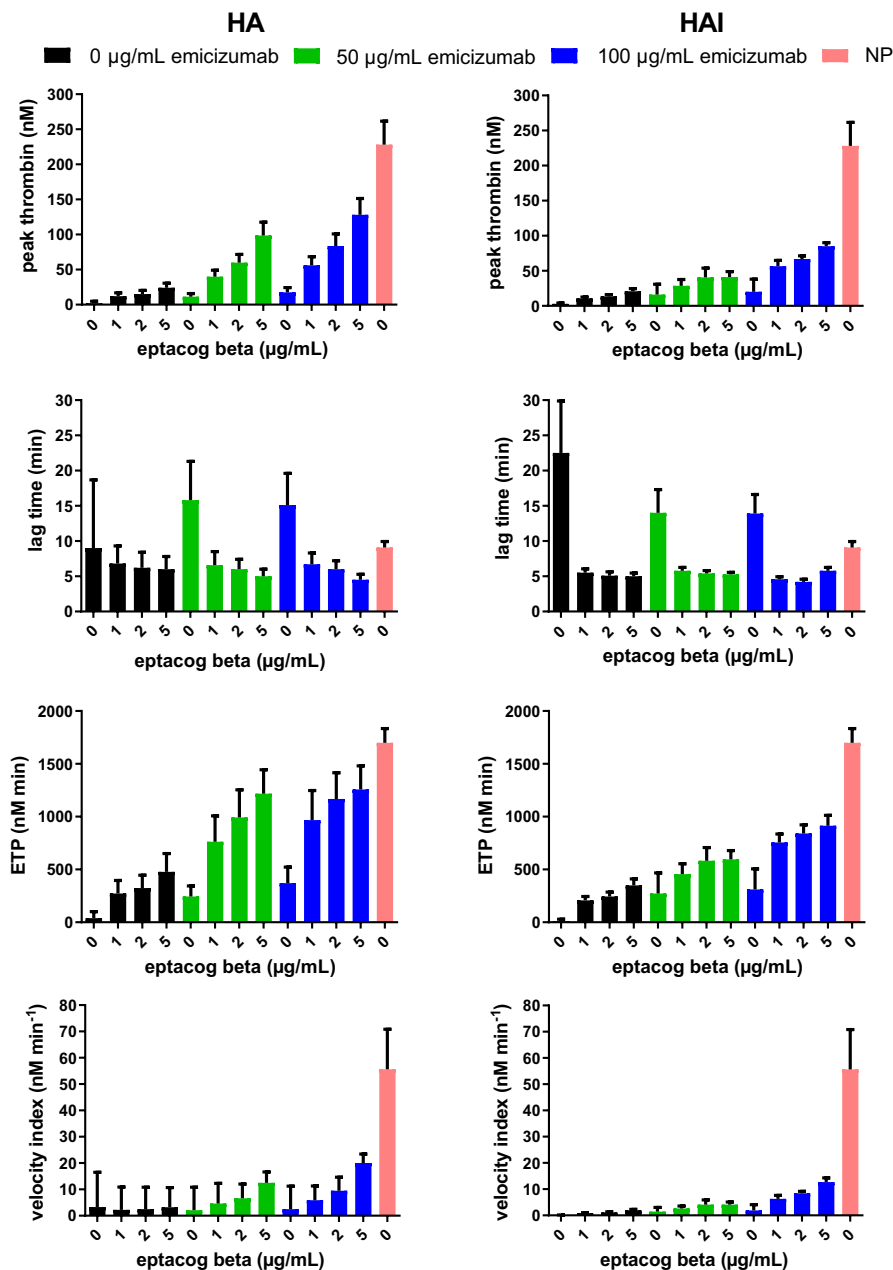 HA
HAI
0 µg/mL emicizumab
50 µg/mL emicizumab
100 µg/mL emicizumab
NP
peak thrombin (nM)
300
250
200
150
100
50
0
0 1 2 5 0 1 2 5 0 1 2 5 0
eptacog beta (µg/mL)
peak thrombin (nM)
300
250
200
150
100
50
0
0 1 2 5 0 1 2 5 0 1 2 5 0
eptacog beta (µg/mL)
lag time (min)
30
25
20
15
10
5
0
0 1 2 5 0 1 2 5 0 1 2 5 0
eptacog beta (µg/mL)
lag time (min)
30
25
20
15
10
5
0
0 1 2 5 0 1 2 5 0 1 2 5 0
eptacog beta (µg/mL)
ETP (nM min)
2000
1500
1000
500
0
0 1 2 5 0 1 2 5 0 1 2 5 0
eptacog beta (µg/mL)
ETP (nM min)
2000
1500
1000
500
0
0 1 2 5 0 1 2 5 0 1 2 5 0
eptacog beta (µg/mL)
velocity index (nM min⁻¹)
80
70
60
50
40
30
20
10
0
0 1 2 5 0 1 2 5 0 1 2 5 0
eptacog beta (µg/mL)
velocity index (nM min⁻¹)
80
70
60
50
40
30
20
10
0
0 1 2 5 0 1 2 5 0 1 2 5 0
eptacog beta (µg/mL)